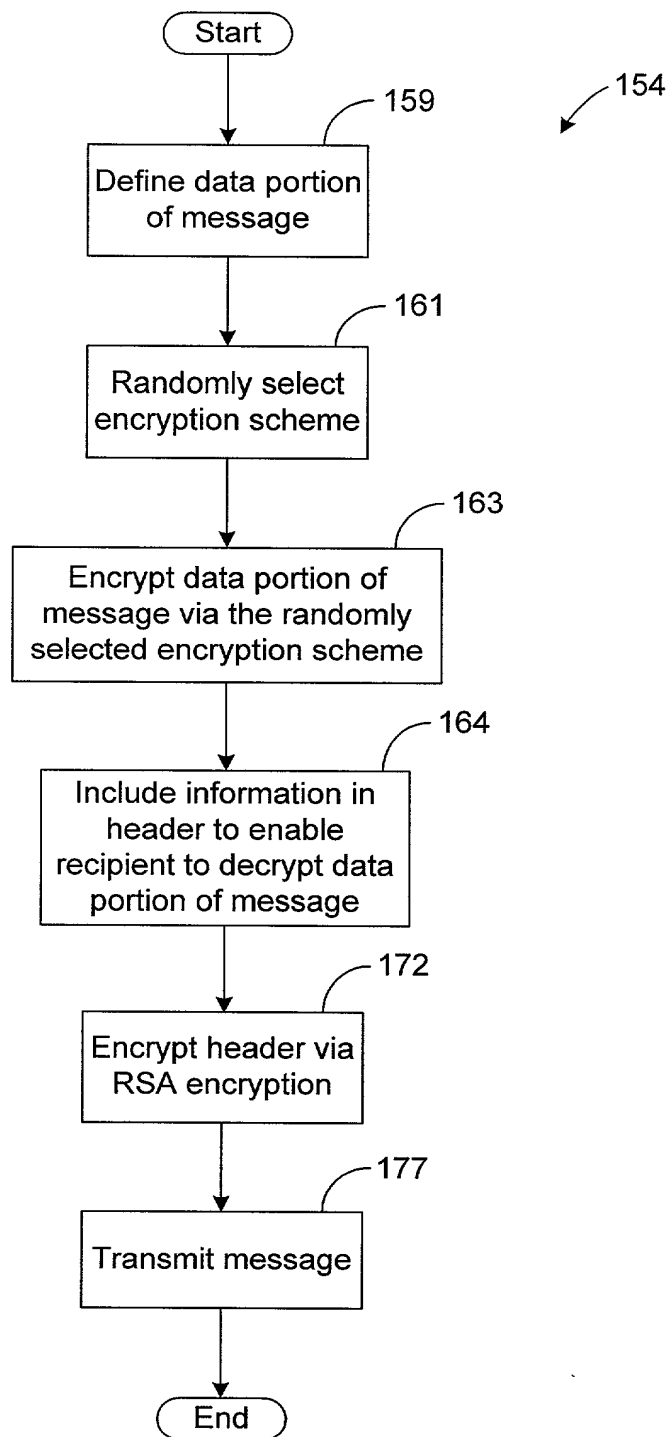 Start
154
159
Define data portion
of message
161
Randomly select
encryption scheme
163
Encrypt data portion of
message via the randomly
selected encryption scheme
164
Include information in
header to enable
recipient to decrypt data
portion of message
172
Encrypt header via
RSA encryption
177
Transmit message
End